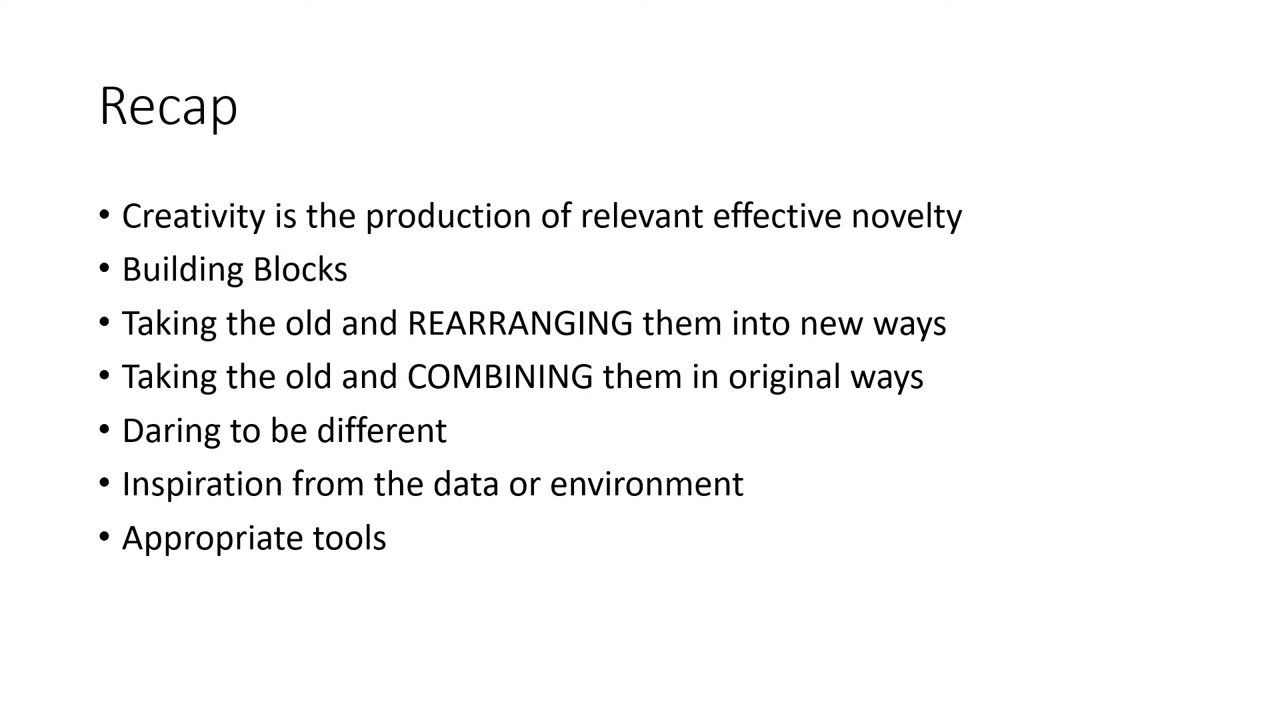 Recap
• Creativity is the production of relevant effective novelty
• Building Blocks
• Taking the old and REARRANGING them into new ways
• Taking the old and COMBINING them in original ways
• Daring to be different
• Inspiration from the data or environment
• Appropriate tools